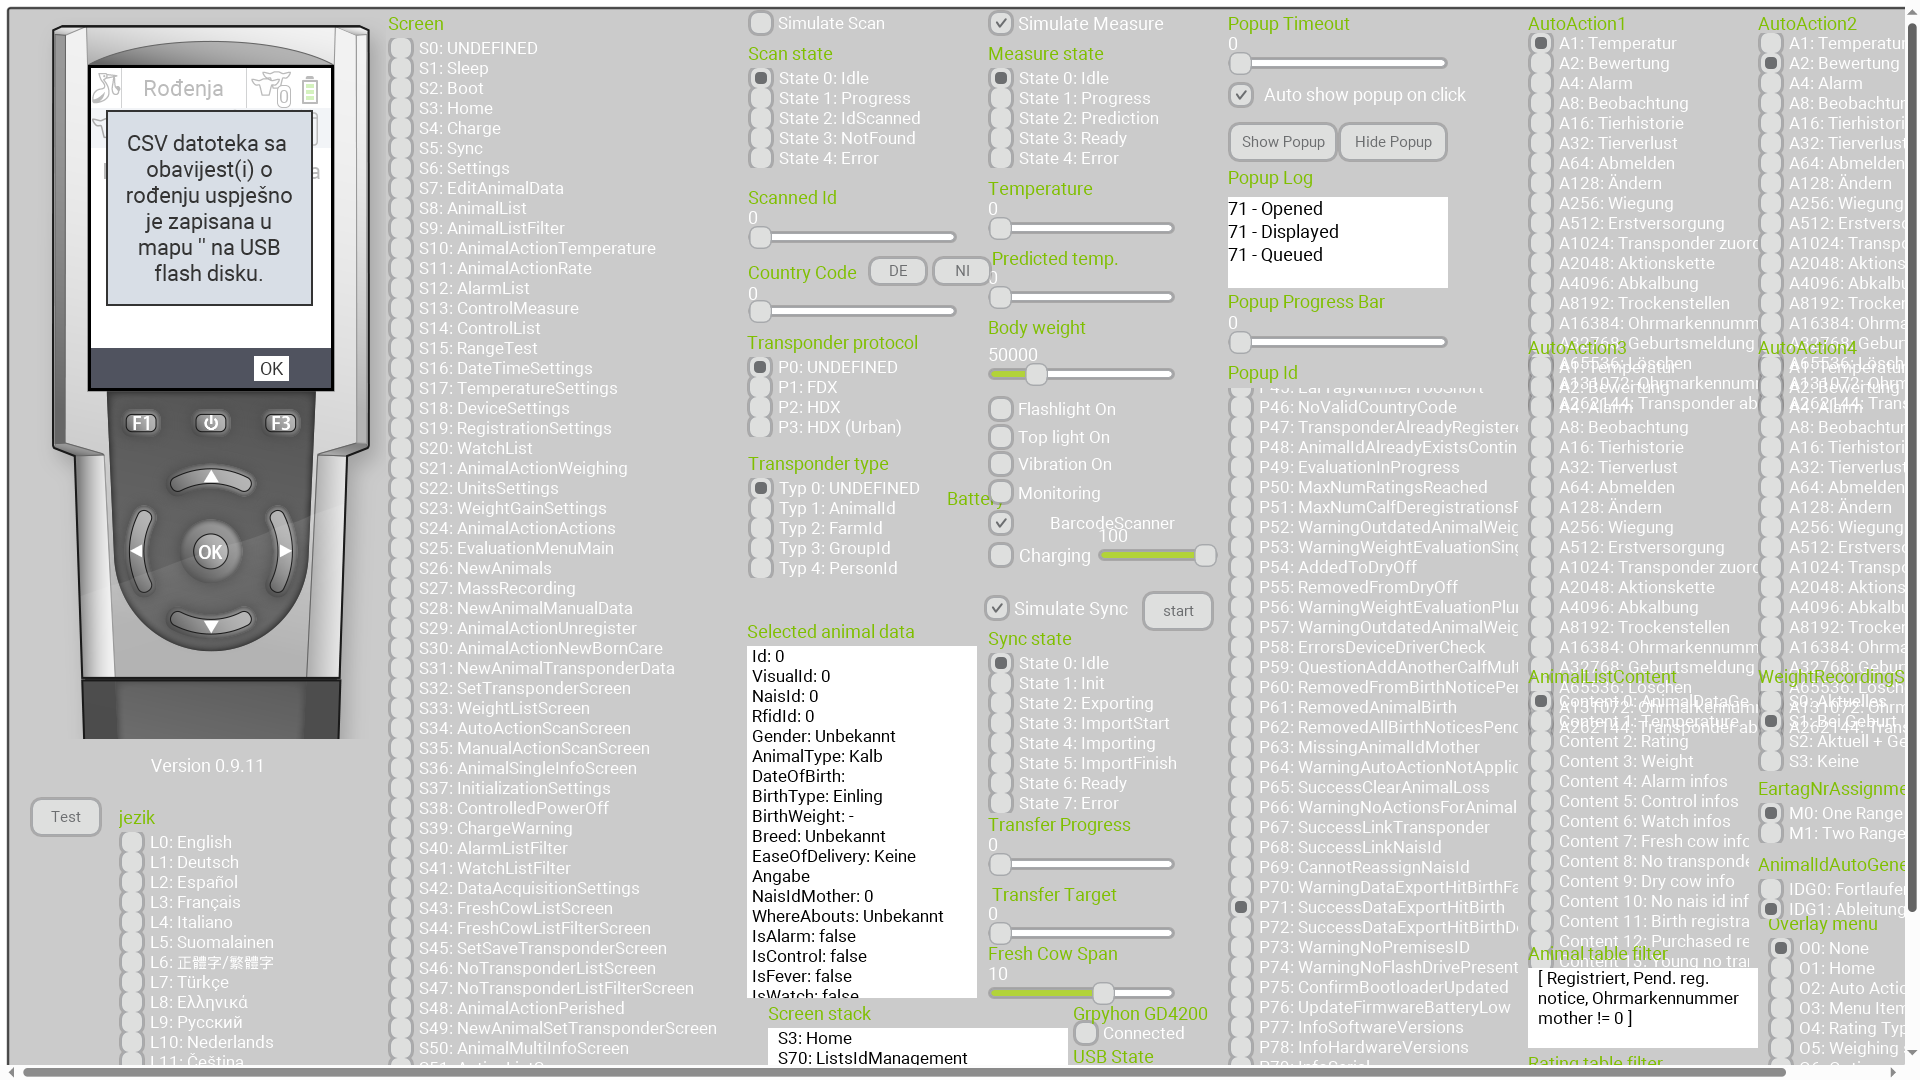 Rođenja
0
CSV datoteka sa
obavijest(i) o
rođenju uspješno
je zapisana u
mapu '' na USB
flash disku.
OK
F1
F3
OK
Version 0.9.11
Test
jezik
L0: English
L1: Deutsch
L2: Español
L3: Français
L4: Italiano
L5: Suomalainen
L6: 正體字/繁體字
L7: Türkçe
L8: Ελληνικά
L9: Русский
L10: Nederlands
L11: Čeština
Screen
S0: UNDEFINED
S1: Sleep
S2: Boot
S3: Home
S4: Charge
S5: Sync
S6: Settings
S7: EditAnimalData
S8: AnimalList
S9: AnimalListFilter
S10: AnimalActionTemperature
S11: AnimalActionRate
S12: AlarmList
S13: ControlMeasure
S14: ControlList
S15: RangeTest
S16: DateTimeSettings
S17: TemperatureSettings
S18: DeviceSettings
S19: RegistrationSettings
S20: WatchList
S21: AnimalActionWeighing
S22: UnitsSettings
S23: WeightGainSettings
S24: AnimalActionActions
S25: EvaluationMenuMain
S26: NewAnimals
S27: MassRecording
S28: NewAnimalManualData
S29: AnimalActionUnregister
S30: AnimalActionNewBornCare
S31: NewAnimalTransponderData
S32: SetTransponderScreen
S33: WeightListScreen
S34: AutoActionScanScreen
S35: ManualActionScanScreen
S36: AnimalSingleInfoScreen
S37: InitializationSettings
S38: ControlledPowerOff
S39: ChargeWarning
S40: AlarmListFilter
S41: WatchListFilter
S42: DataAcquisitionSettings
S43: FreshCowListScreen
S44: FreshCowListFilterScreen
S45: SetSaveTransponderScreen
S46: NoTransponderListScreen
S47: NoTransponderListFilterScreen
S48: AnimalActionPerished
S49: NewAnimalSetTransponderScreen
S50: AnimalMultiInfoScreen
Simulate Scan
Scan state
State 0: Idle
State 1: Progress
State 2: IdScanned
State 3: NotFound
State 4: Error
Scanned Id
0
Country Code
DE
NI
0
Transponder protocol
P0: UNDEFINED
P1: FDX
P2: HDX
P3: HDX (Urban)
Transponder type
Typ 0: UNDEFINED
Typ 1: AnimalId
Typ 2: FarmId
Typ 3: GroupId
Typ 4: PersonId
Selected animal data
Id: 0
VisualId: 0
NaisId: 0
RfidId: 0
Gender: Unbekannt
AnimalType: Kalb
DateOfBirth:
BirthType: Einling
BirthWeight: -
Breed: Unbekannt
EaseOfDelivery: Keine
Angabe
NaisIdMother: 0
WhereAbouts: Unbekannt
IsAlarm: false
IsControl: false
IsFever: false
IsWatch: false
Screen stack
S3: Home
S70: ListsIdManagement
Simulate Measure
Measure state
State 0: Idle
State 1: Progress
State 2: Prediction
State 3: Ready
State 4: Error
Temperature
0
Predicted temp.
0
Body weight
50000
Flashlight On
Top light On
Vibration On
Monitoring
Battery
BarcodeScanner
100
Charging
Simulate Sync
start
Sync state
State 0: Idle
State 1: Init
State 2: Exporting
State 3: ImportStart
State 4: Importing
State 5: ImportFinish
State 6: Ready
State 7: Error
Transfer Progress
0
Transfer Target
0
Fresh Cow Span
10
Grpyhon GD4200
Connected
USB State
Popup Timeout
0
Auto show popup on click
Show Popup
Hide Popup
Popup Log
71 - Opened
71 - Displayed
71 - Queued
Popup Progress Bar
0
Popup Id
P46: NoValidCountryCode
P47: TransponderAlreadyRegistere
P48: AnimalIdAlreadyExistsContin
P49: EvaluationInProgress
P50: MaxNumRatingsReached
P51: MaxNumCalfDeregistrationsF
P52: WarningOutdatedAnimalWeig
P53: WarningWeightEvaluationSing
P54: AddedToDryOff
P55: RemovedFromDryOff
P56: WarningWeightEvaluationPlur
P57: WarningOutdatedAnimalWeig
P58: ErrorsDeviceDriverCheck
P59: QuestionAddAnotherCalfMult
P60: RemovedFromBirthNoticePer
P61: RemovedAnimalBirth
P62: RemovedAllBirthNoticesPend
P63: MissingAnimalIdMother
P64: WarningAutoActionNotApplic
P65: SuccessClearAnimalLoss
P66: WarningNoActionsForAnimal
P67: SuccessLinkTransponder
P68: SuccessLinkNaisId
P69: CannotReassignNaisId
P70: WarningDataExportHitBirthFa
P71: SuccessDataExportHitBirth
P72: SuccessDataExportHitBirthDe
P73: WarningNoPremisesID
P74: WarningNoFlashDrivePresent
P75: ConfirmBootloaderUpdated
P76: UpdateFirmwareBatteryLow
P77: InfoSoftwareVersions
P78: InfoHardwareVersions
AutoAction1
A1: Temperatur
A2: Bewertung
A4: Alarm
A8: Beobachtung
A16: Tierhistorie
A32: Tierverlust
A64: Abmelden
A128: Ändern
A256: Wiegung
A512: Erstversorgung
A1024: Transponder zuord
A2048: Aktionskette
A4096: Abkalbung
A8192: Trockenstellen
A16384: Ohrmarkennumm
A32768: Geburtsmeldung
AutoAction3
A65536: Löschen
A1: Temperatur
A131072: Ohrmarkennum
A2: Bewertung
A262144: Transponder ab
A4: Alarm
A8: Beobachtung
A16: Tierhistorie
A32: Tierverlust
A64: Abmelden
A128: Ändern
A256: Wiegung
A512: Erstversorgung
A1024: Transponder zuord
A2048: Aktionskette
A4096: Abkalbung
A8192: Trockenstellen
A16384: Ohrmarkennumm
A32768: Geburtsmeldung
AnimalListContent
A65536: Löschen
Content 0: AnimalDataGe
A131072: Ohrmarkennum
Content 1: Temperature
A262144: Transponder ab
Content 2: Rating
Content 3: Weight
Content 4: Alarm infos
Content 5: Control infos
Content 6: Watch infos
Content 7: Fresh cow info
Content 8: No transponde
Content 9: Dry cow info
Content 10: No nais id inf
Content 11: Birth registra
Content 12: Purchased re
Animal table filter
[ Registriert, Pend. reg.
notice, Ohrmarkennummer
mother != 0 ]
Rating table filter
AutoAction2
A1: Temperatur
A2: Bewertung
A4: Alarm
A8: Beobachtur
A16: Tierhistori
A32: Tierverlust
A64: Abmelden
A128: Ändern
A256: Wiegung
A512: Erstverso
A1024: Transpo
A2048: Aktions
A4096: Abkalbu
A8192: Trocken
A16384: Ohrma
A32768: Gebur
AutoAction4
A65536: Lösch
A1: Temperatur
A131072: Ohrm
A2: Bewertung
A262144: Trans
A4: Alarm
A8: Beobachtur
A16: Tierhistori
A32: Tierverlust
A64: Abmelden
A128: Ändern
A256: Wiegung
A512: Erstverso
A1024: Transpo
A2048: Aktions
A4096: Abkalbu
A8192: Trocken
A16384: Ohrma
A32768: Gebur
WeightRecordingS
A65536: Lösch
S0: Aktuelles
A131072: Ohrm
S1: Bei Geburt
A262144: Trans
S2: Aktuell + Ge
S3: Keine
EartagNrAssignme
M0: One Range
M1: Two Range
AnimalIdAutoGene
IDG0: Fortlaufer
IDG1: Ableitung
Overlay menu
O0: None
O1: Home
O2: Auto Actio
O3: Menu Item
O4: Rating Typ
O5: Weighing